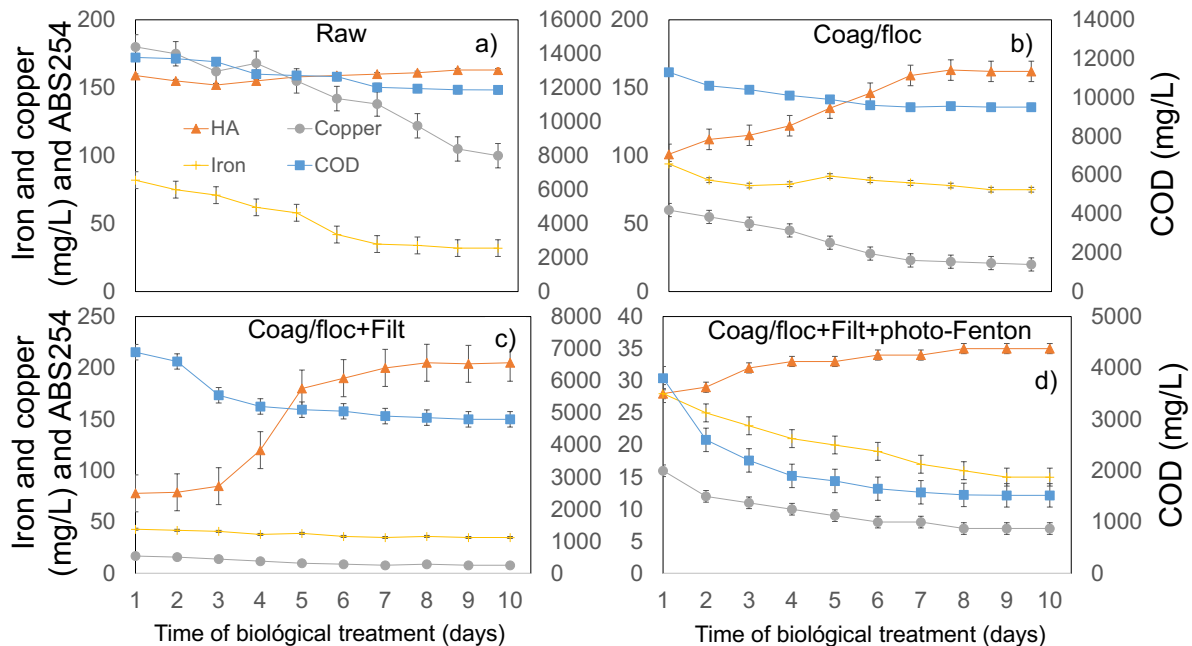 Raw
a)
200
150
100
50
0
16000
14000
12000
10000
8000
6000
4000
2000
0
HA
Copper
Iron
COD
Iron and copper
(mg/L) and ABS254
Coag/floc
b)
200
150
100
50
0
14000
12000
10000
8000
6000
4000
2000
0
COD (mg/L)
Coag/floc+Filt
c)
250
200
150
100
50
0
8000
7000
6000
5000
4000
3000
2000
1000
0
Iron and copper
(mg/L) and ABS254
1 2 3 4 5 6 7 8 9 10
Time of biológical treatment (days)
Coag/floc+Filt+photo-Fenton
d)
40
35
30
25
20
15
10
5
0
5000
4000
3000
2000
1000
0
COD (mg/L)
1 2 3 4 5 6 7 8 9 10
Time of biológical treatment (days)